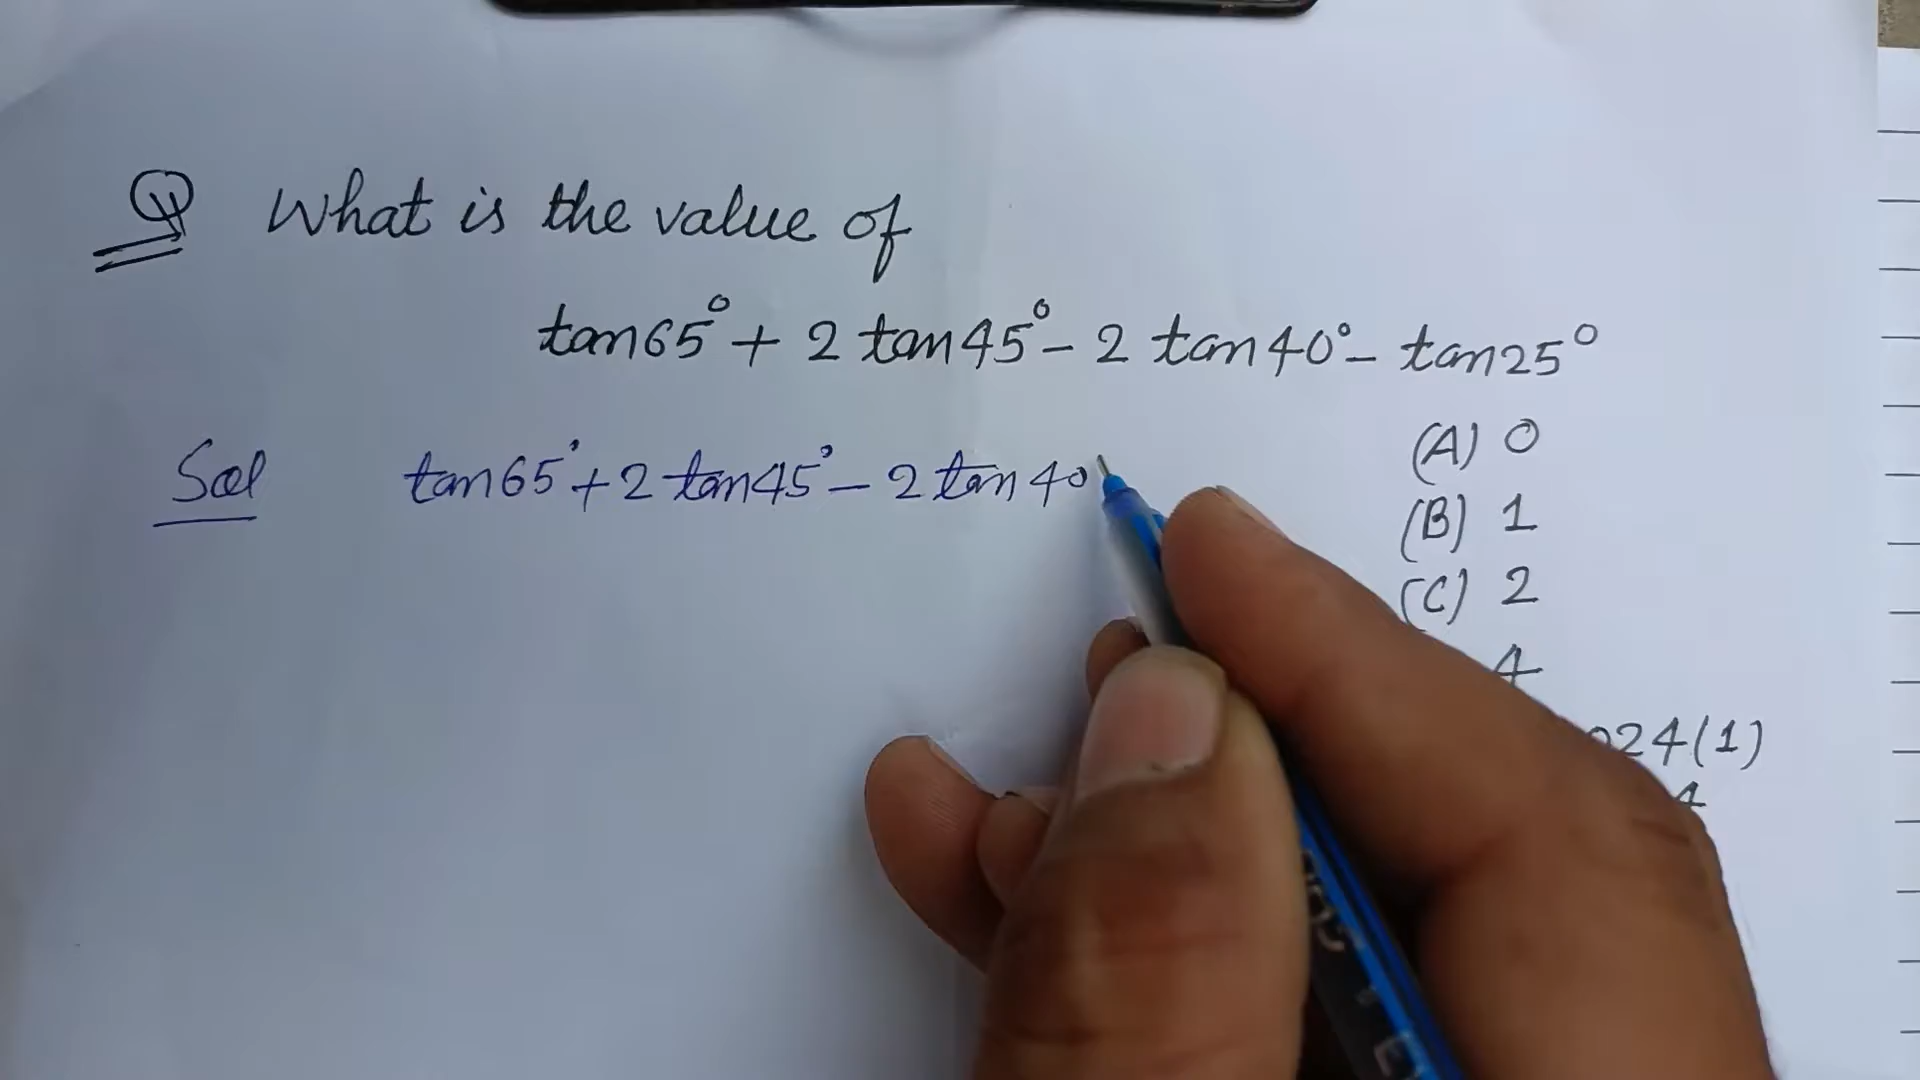 Q What is the value of
tan65° + 2 tan45° - 2 tan40° - tan25°
(A) 0
Sol tan65° + 2 tan45° - 2 tan40
(B) 1
(C) 2
4
024(1)